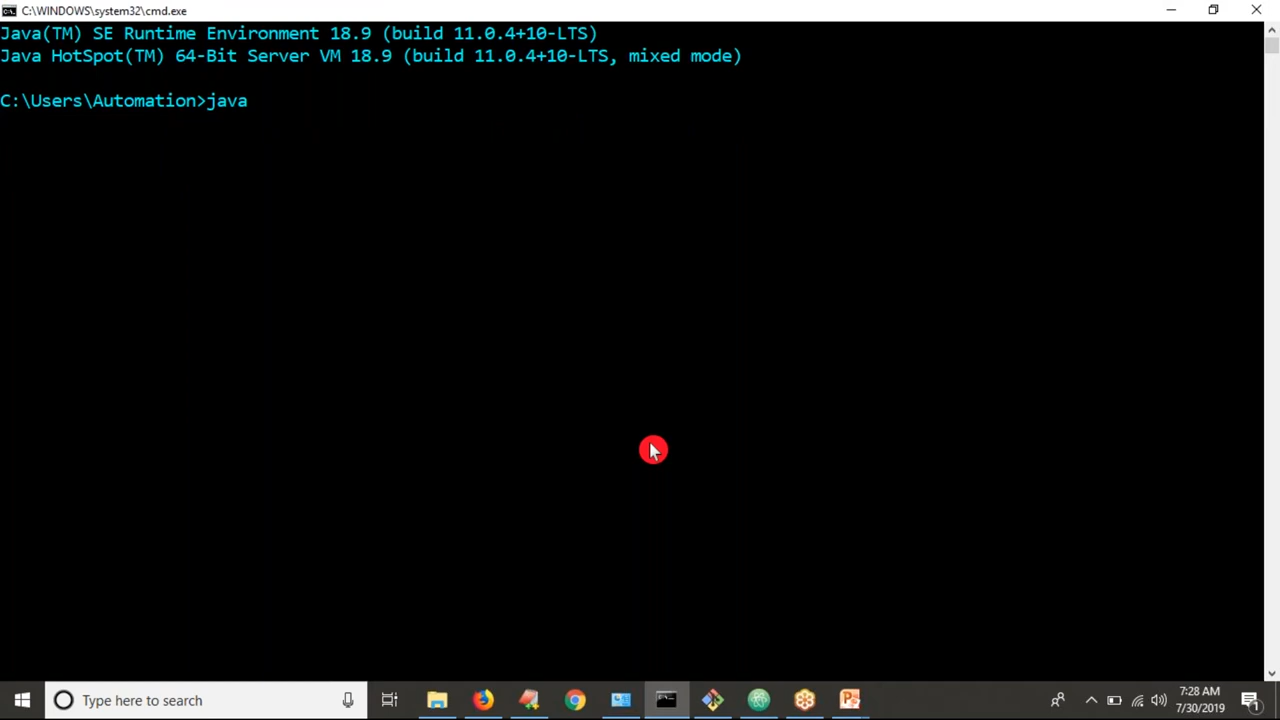 C:\WINDOWS\system32\cmd.exe
Java(TM) SE Runtime Environment 18.9 (build 11.0.4+10-LTS)
Java HotSpot(TM) 64-Bit Server VM 18.9 (build 11.0.4+10-LTS, mixed mode)
C:\Users\Automation>java
Type here to search
7:28 AM
7/30/2019
1